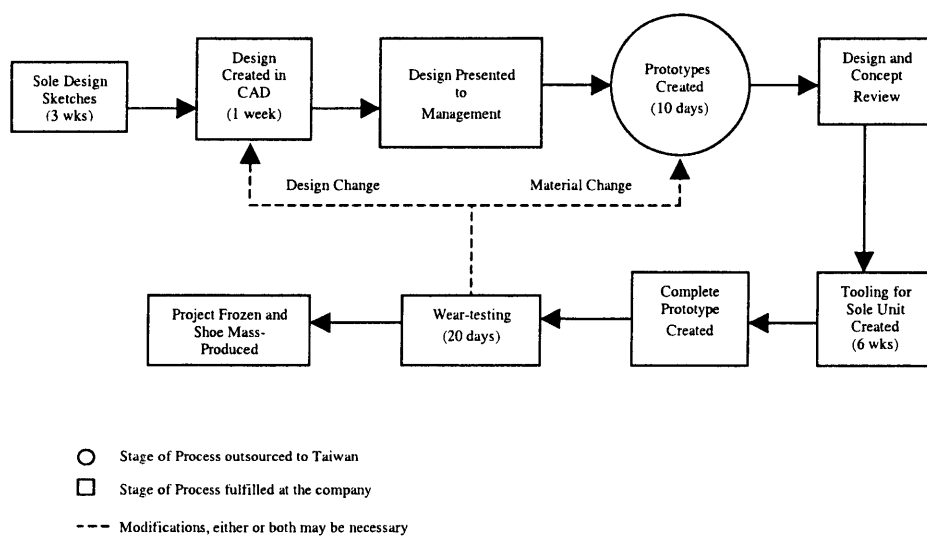 Sole Design
Sketches
(3 wks)
Design
Created in
CAD
(1 week)
Design Presented
to
Management
Prototypes
Created
(10 days)
Design and
Concept
Review
Design Change
Material Change
Project Frozen and
Shoe Mass-
Produced
Wear-testing
(20 days)
Complete
Prototype
Created
Tooling for
Sole Unit
Created
(6 wks)
Stage of Process outsourced to Taiwan
Stage of Process fulfilled at the company
Modifications, either or both may be necessary